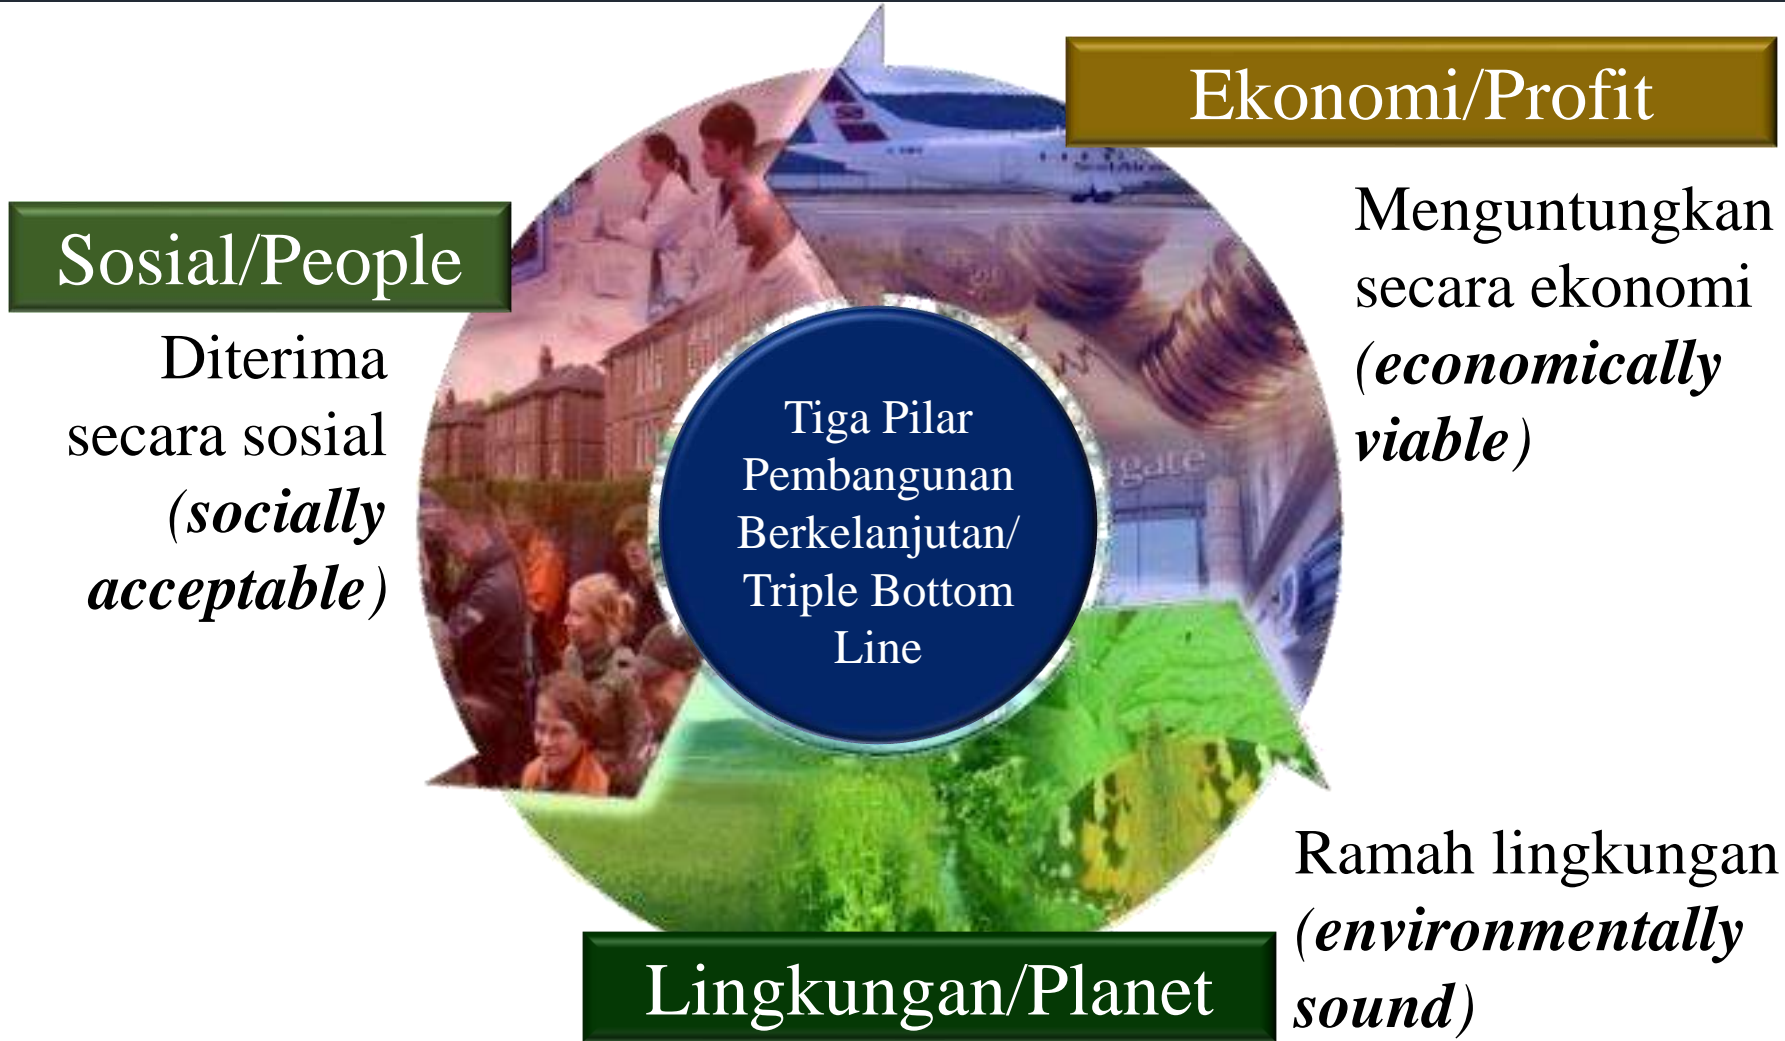 Ekonomi/Profit
Menguntungkan
secara ekonomi
(economically
viable)
Sosial/People
Diterima
secara sosial
(socially
acceptable)
Tiga Pilar
Pembangunan
Berkelanjutan/
Triple Bottom
Line
Ramah lingkungan
(environmentally
sound)
Lingkungan/Planet